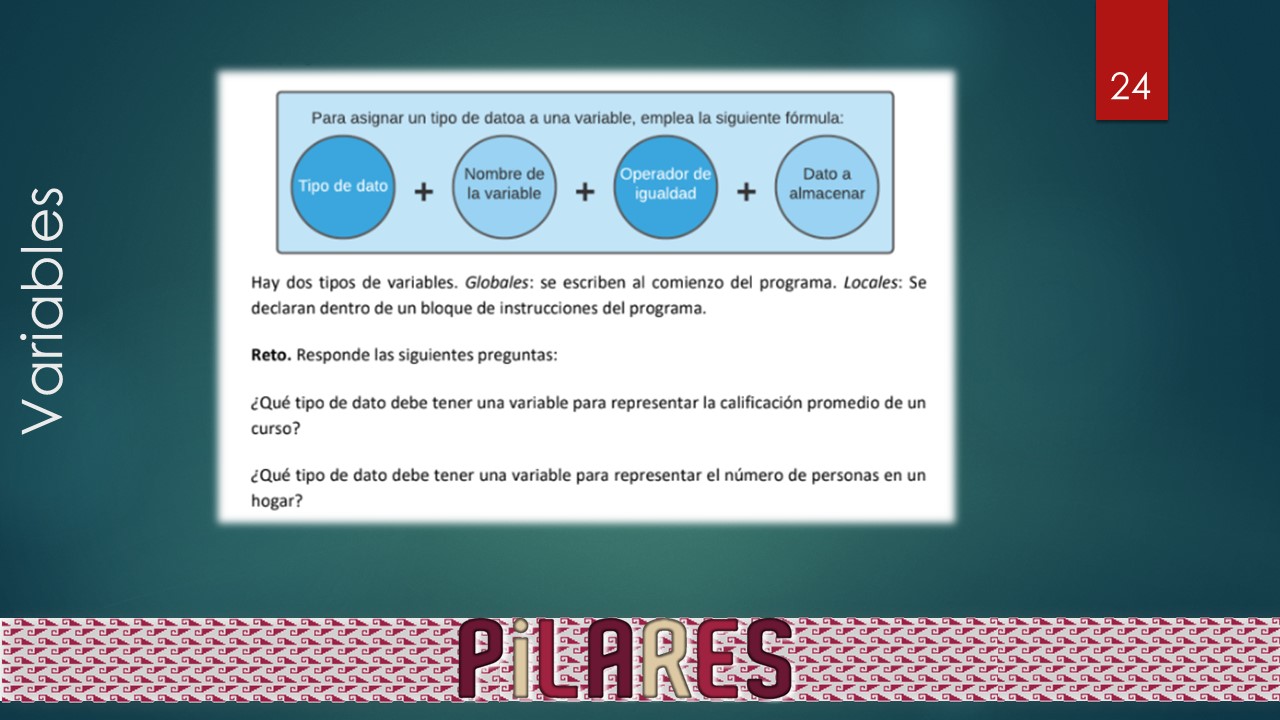 24
Variables
Para asignar un tipo de datoa a una variable, emplea la siguiente fórmula:
Tipo de dato
+
Nombre de
la variable
+
Operador de
igualdad
+
Dato a
almacenar
Hay dos tipos de variables. Globales: se escriben al comienzo del programa. Locales: Se
declaran dentro de un bloque de instrucciones del programa.
Reto. Responde las siguientes preguntas:
¿Qué tipo de dato debe tener una variable para representar la calificación promedio de un
curso?
¿Qué tipo de dato debe tener una variable para representar el número de personas en un
hogar?
PiLARES